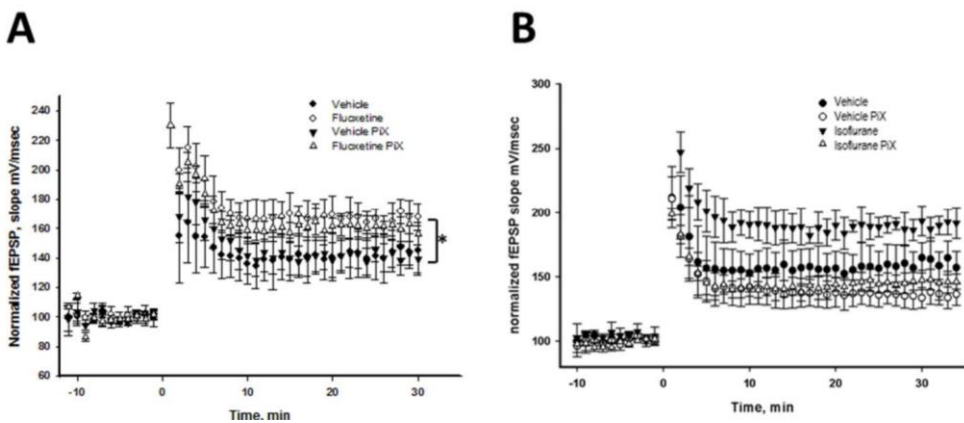 A
Normalized fEPSP, slope mV/msec
240
220
200
180
160
140
120
100
80
60
Vehicle
Fluoxetine
Vehicle PiX
Fluoxetine PiX
*
-10
0
10
20
30
Time, min
B
normalized fEPSP slope mV/msec
300
250
200
150
100
Vehicle
Vehicle PiX
Isofurane
Isofurane PiX
-10
0
10
20
30
Time, min